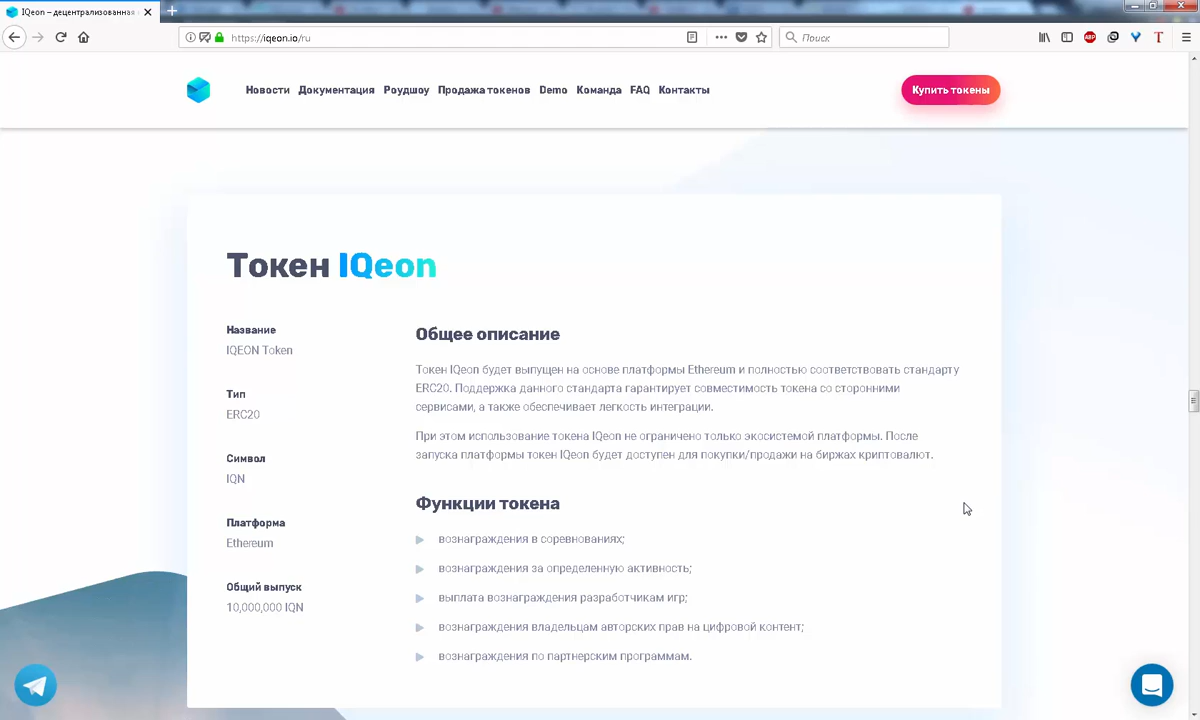 IQeon – децентрализованная
https://iqeon.io/ru
Поиск
Новости Документация Роудшоу Продажа токенов Demo Команда FAQ Контакты
Купить токены
Токен IQeon
Название
IQEON Token
Тип
ERC20
Символ
IQN
Платформа
Ethereum
Общий выпуск
10,000,000 IQN
Общее описание
Токен IQeon будет выпущен на основе платформы Ethereum и полностью соответствовать стандарту
ERC20. Поддержка данного стандарта гарантирует совместимость токена со сторонними
сервисами, а также обеспечивает легкость интеграции.
При этом использование токена IQeon не ограничено только экосистемой платформы. После
запуска платформы токен IQeon будет доступен для покупки/продажи на биржах криптовалют.
Функции токена
вознаграждения в соревнованиях;
вознаграждения за определенную активность;
выплата вознаграждения разработчикам игр;
вознаграждения владельцам авторских прав на цифровой контент;
вознаграждения по партнерским программам.